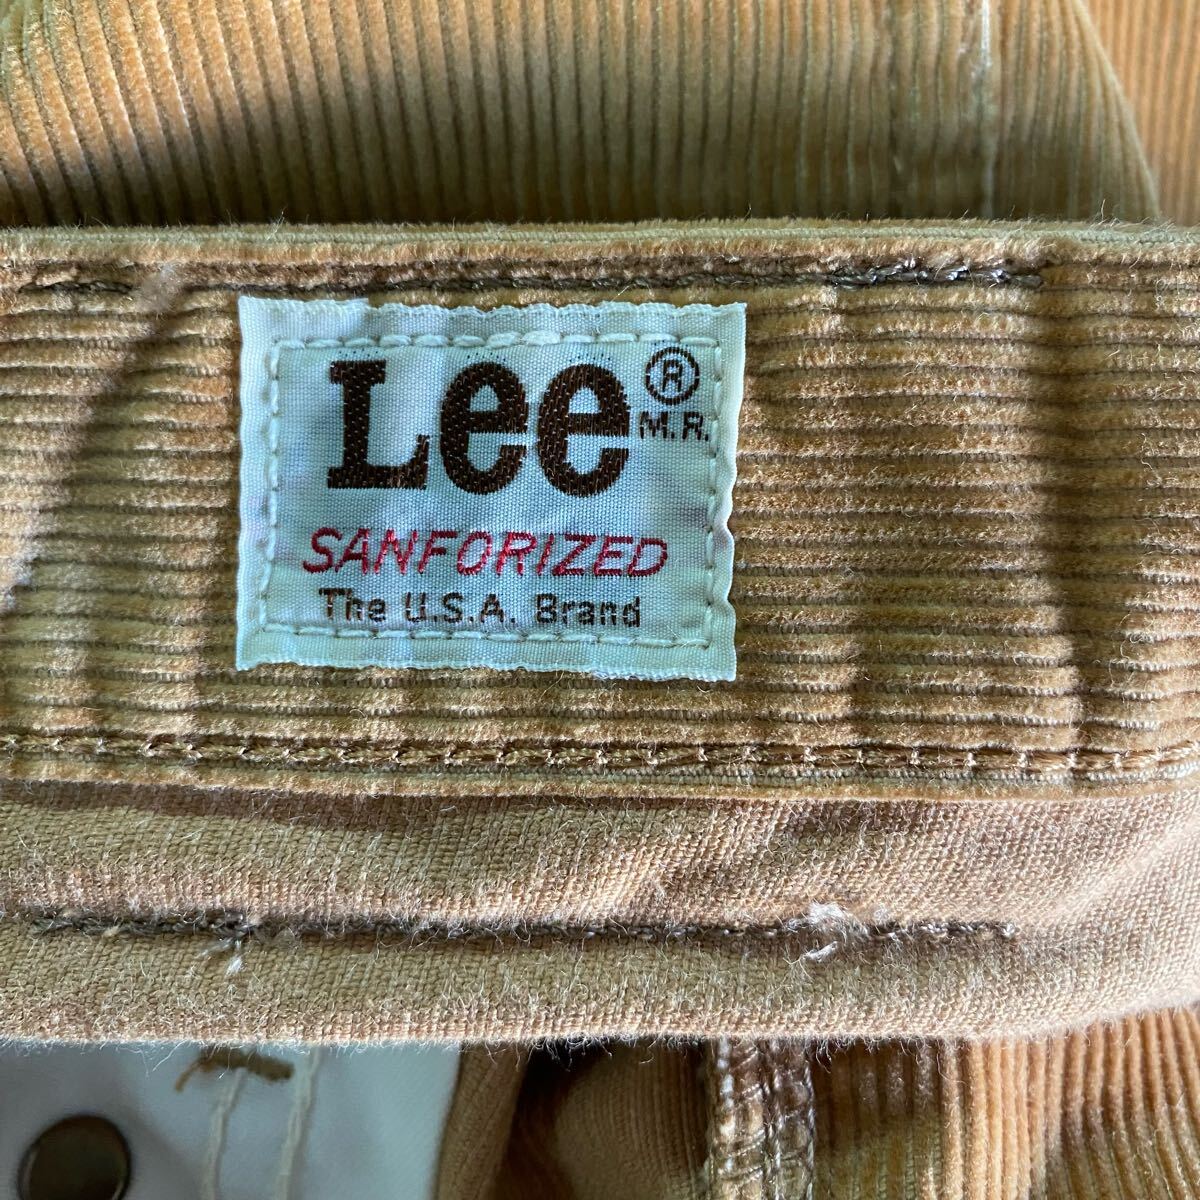 Lee ® M.R.
SANFORIZED
The U.S.A. Brand